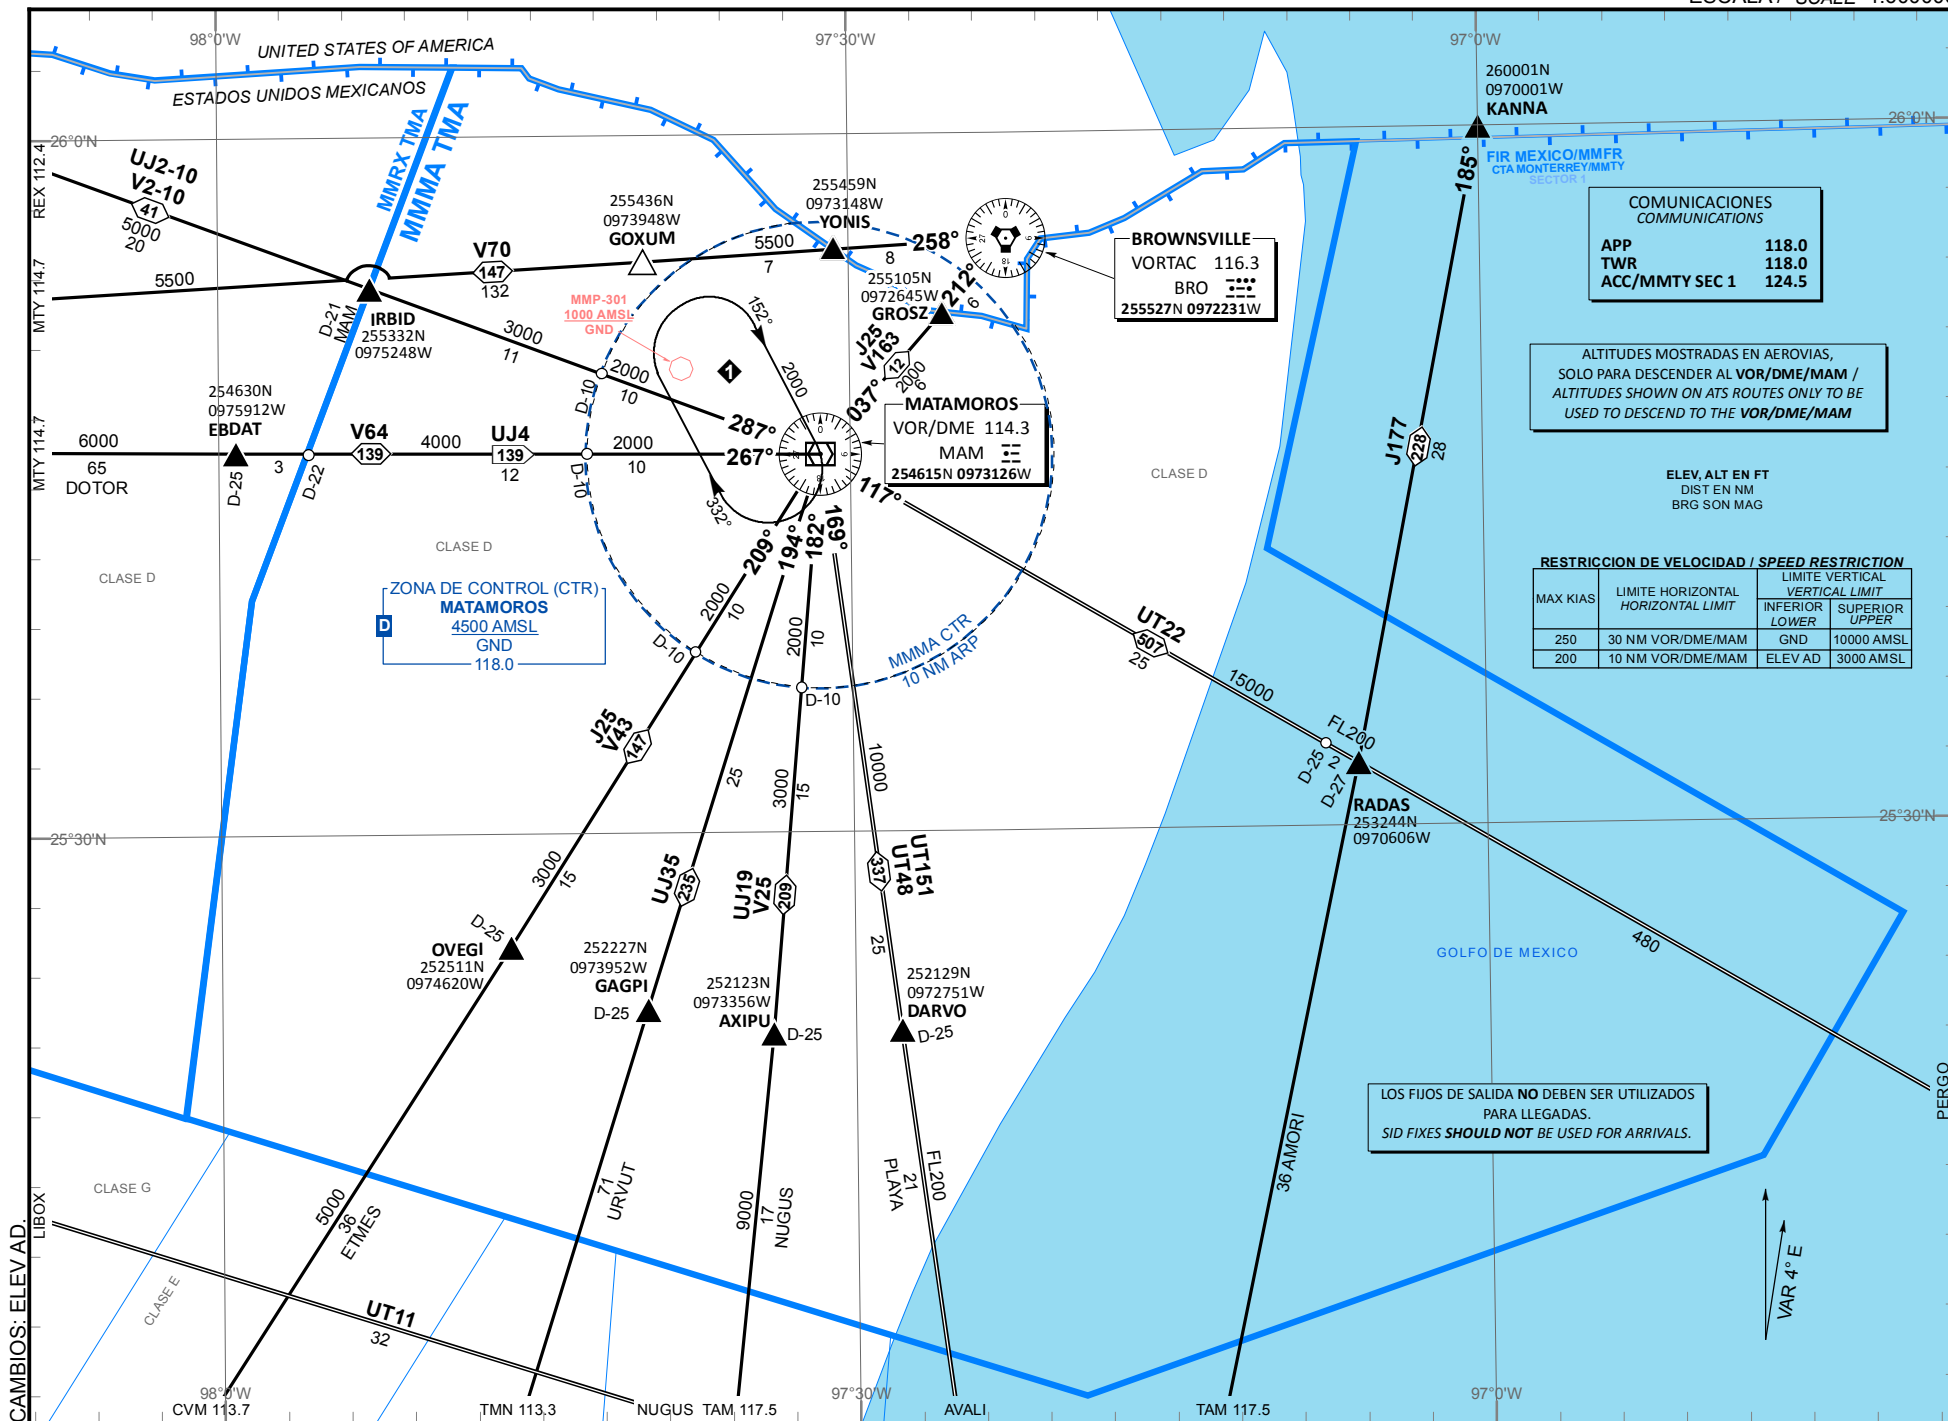 98°0'W
97°30'W
97°0'W
UNITED STATES OF AMERICA
ESTADOS UNIDOS MEXICANOS
26°0'N
26°0'N
260001N
0970001W
KANNA
185°
FIR MEXICO/MMFR
CTA MONTERREY/MMTY
SECTOR 1
MMRX TMA
MMMA TMA
REX 112.4
UJ2-10
V2-10
41
5000
20
COMUNICACIONES
COMMUNICATIONS
APP 118.0
TWR 118.0
ACC/MMTY SEC 1 124.5
255436N
0973948W
GOXUM
255459N
0973148W
YONIS
V70
147
132
5500
7
8
258°
BROWNSVILLE
VORTAC 116.3
BRO
255527N 0972231W
MTY 114.7
5500
D-21
MAM
IRBID
255332N
0975248W
MMP-301
1000 AMSL
GND
152°
2000
1
255105N
0972645W
GROSZ
212°
6
J25
V163
12
2000
6
037°
3000
11
D-10
2000
10
287°
MATAMOROS
VOR/DME 114.3
MAM
254615N 0973126W
ALTITUDES MOSTRADAS EN AEROVIAS,
SOLO PARA DESCENDER AL VOR/DME/MAM /
ALTITUDES SHOWN ON ATS ROUTES ONLY TO BE
USED TO DESCEND TO THE VOR/DME/MAM
254630N
0975912W
EBDAT
MTY 114.7
6000
65
DOTOR
D-25
3
D-22
V64
139
4000
UJ4
139
12
D-10
2000
10
267°
332°
J177
228
28
CLASE D
ELEV, ALT EN FT
DIST EN NM
BRG SON MAG
117°
169°
182°
194°
209°
CLASE D
CLASE D
ZONA DE CONTROL (CTR)
MATAMOROS
4500 AMSL
GND
118.0
D
RESTRICCION DE VELOCIDAD / SPEED RESTRICTION
MAX KIAS
LIMITE HORIZONTAL
HORIZONTAL LIMIT
LIMITE VERTICAL
VERTICAL LIMIT
INFERIOR
LOWER
SUPERIOR
UPPER
250 30 NM VOR/DME/MAM GND 10000 AMSL
200 10 NM VOR/DME/MAM ELEV AD 3000 AMSL
2000
10
D-10
2000
10
D-10
MMMA CTR
10 NM ARP
UT22
507
25
15000
FL200
D-25
2
D-27
RADAS
253244N
0970606W
J25
V43
147
25
3000
15
10000
25°30'N
25°30'N
3000
15
UJ35
235
UJ19
V25
209
UT151
UT48
337
25
D-25
OVEGI
252511N
0974620W
252227N
0973952W
GAGPI
D-25
252123N
0973356W
AXIPU
D-25
252129N
0972751W
DARVO
D-25
480
GOLFO DE MEXICO
PERGO
LOS FIJOS DE SALIDA NO DEBEN SER UTILIZADOS
PARA LLEGADAS.
SID FIXES SHOULD NOT BE USED FOR ARRIVALS.
36 AMORI
CLASE G
LIBOX
5000
36
ETMES
71
URVUT
9000
17
NUGUS
FL200
21
PLAYA
CLASE E
UT11
32
VAR 4° E
CAMBIOS: ELEV AD.
98°0'W
97°30'W
97°0'W
CVM 113.7
TMN 113.3
NUGUS
TAM 117.5
AVALI
TAM 117.5